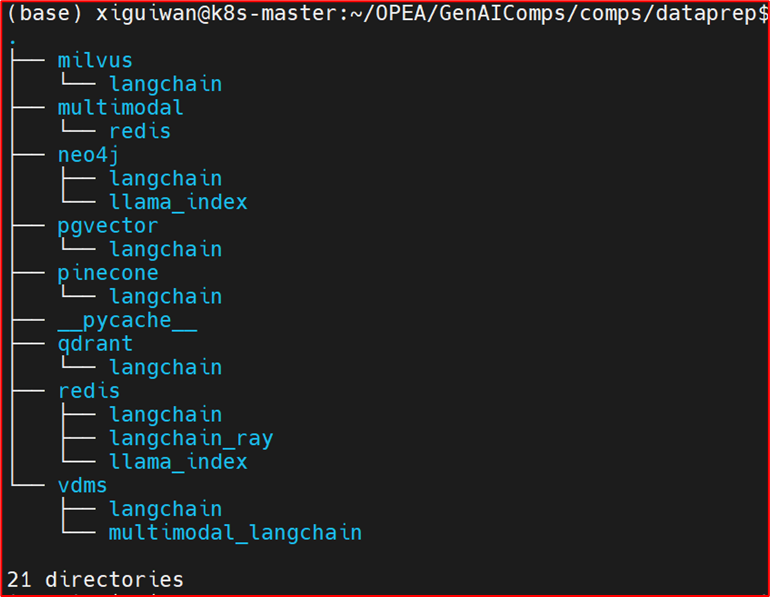 (base) xiguiwan@k8s-master:~/OPEA/GenAIComps/comps/dataprep$
.
├── milvus
│   └── langchain
├── multimodal
│   └── redis
├── neo4j
│   ├── langchain
│   └── llama_index
├── pgvector
│   └── langchain
├── pinecone
│   └── langchain
├── __pycache__
├── qdrant
│   └── langchain
├── redis
│   ├── langchain
│   ├── langchain_ray
│   └── llama_index
└── vdms
    ├── langchain
    └── multimodal_langchain

21 directories